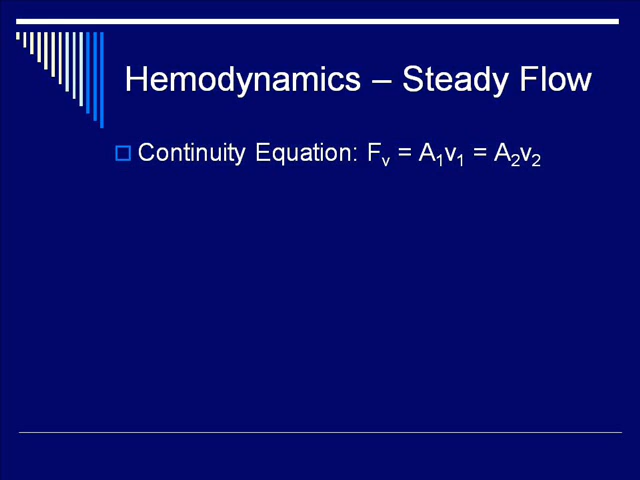 Hemodynamics – Steady Flow
Continuity Equation: Fᵥ = A₁v₁ = A₂v₂